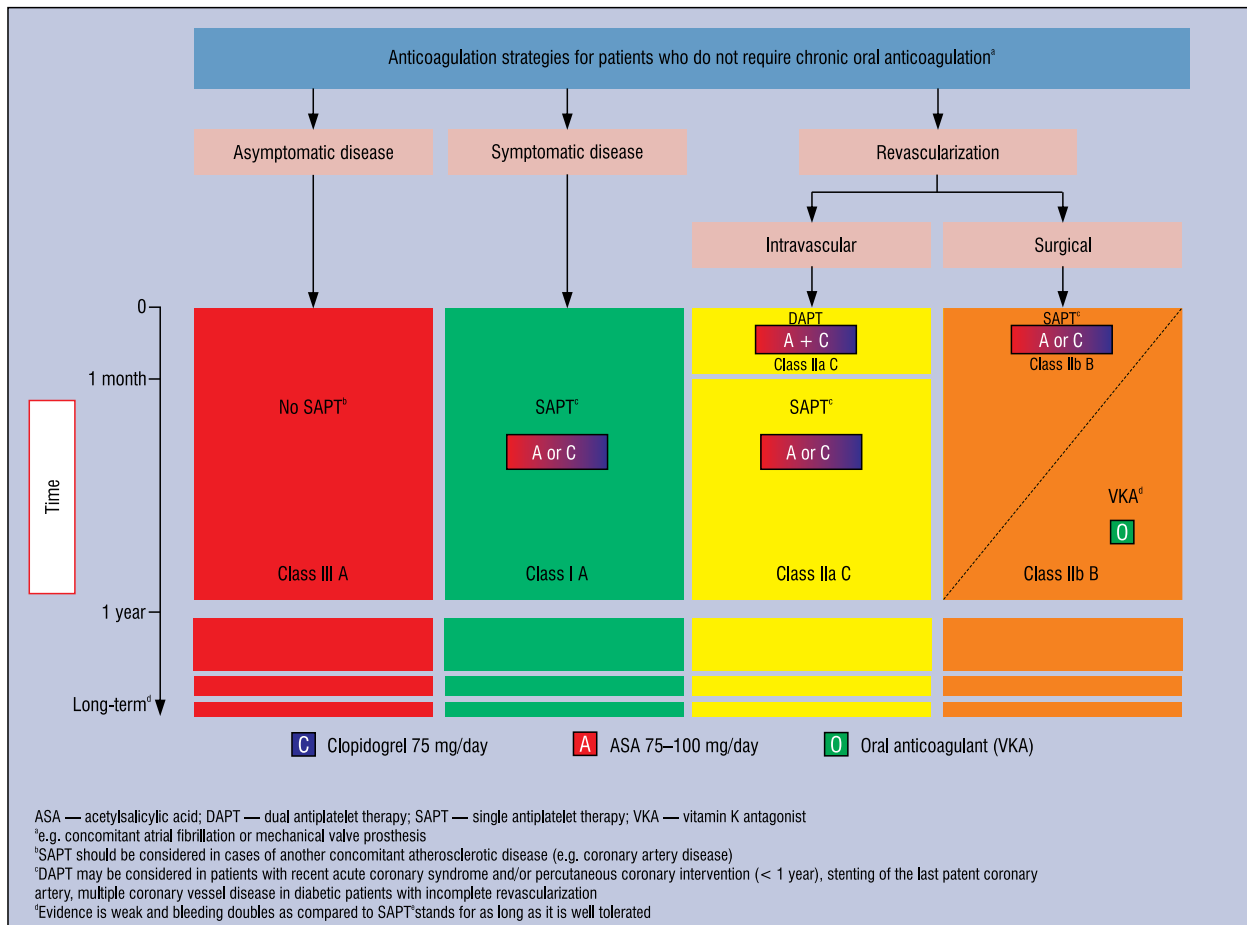 Anticoagulation strategies for patients who do not require chronic oral anticoagulationᵃ
Asymptomatic disease
Symptomatic disease
Revascularization
Intravascular
Surgical
0
1 month
Time
1 year
Long-termᵈ
No SAPTᵇ
Class III A
SAPTᶜ
A or C
Class I A
DAPT
A + C
Class IIa C
SAPTᶜ
A or C
Class IIa C
SAPTᶜ
A or C
Class IIb B
VKAᵈ
O
Class IIb B
C Clopidogrel 75 mg/day
A ASA 75–100 mg/day
O Oral anticoagulant (VKA)
ASA — acetylsalicylic acid; DAPT — dual antiplatelet therapy; SAPT — single antiplatelet therapy; VKA — vitamin K antagonist
ᵃe.g. concomitant atrial fibrillation or mechanical valve prosthesis
ᵇSAPT should be considered in cases of another concomitant atherosclerotic disease (e.g. coronary artery disease)
ᶜDAPT may be considered in patients with recent acute coronary syndrome and/or percutaneous coronary intervention (< 1 year), stenting of the last patent coronary
artery, multiple coronary vessel disease in diabetic patients with incomplete revascularization
ᵈEvidence is weak and bleeding doubles as compared to SAPTᵉstands for as long as it is well tolerated